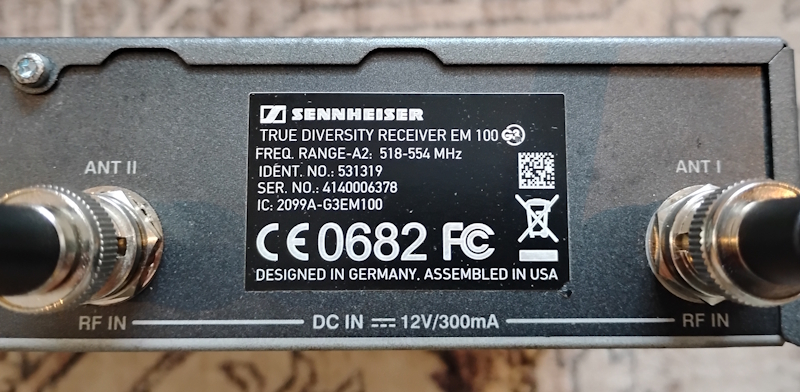 SENNHEISER
TRUE DIVERSITY RECEIVER EM 100 G3
FREQ. RANGE-A2: 518-554 MHz
IDENT. NO.: 531319
SER. NO.: 4140006378
IC: 2099A-G3EM100
CE 0682 FC
DESIGNED IN GERMANY. ASSEMBLED IN USA
ANT II
ANT I
RF IN
DC IN 12V/300mA
RF IN